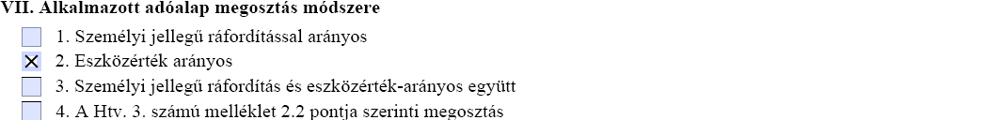 VII. Alkalmazott adóalap megosztás módszere
1. Személyi jellegű ráfordítással arányos
2. Eszközérték arányos
3. Személyi jellegű ráfordítás és eszközérték-arányos együtt
4. A Htv. 3. számú melléklet 2.2 pontja szerinti megosztás